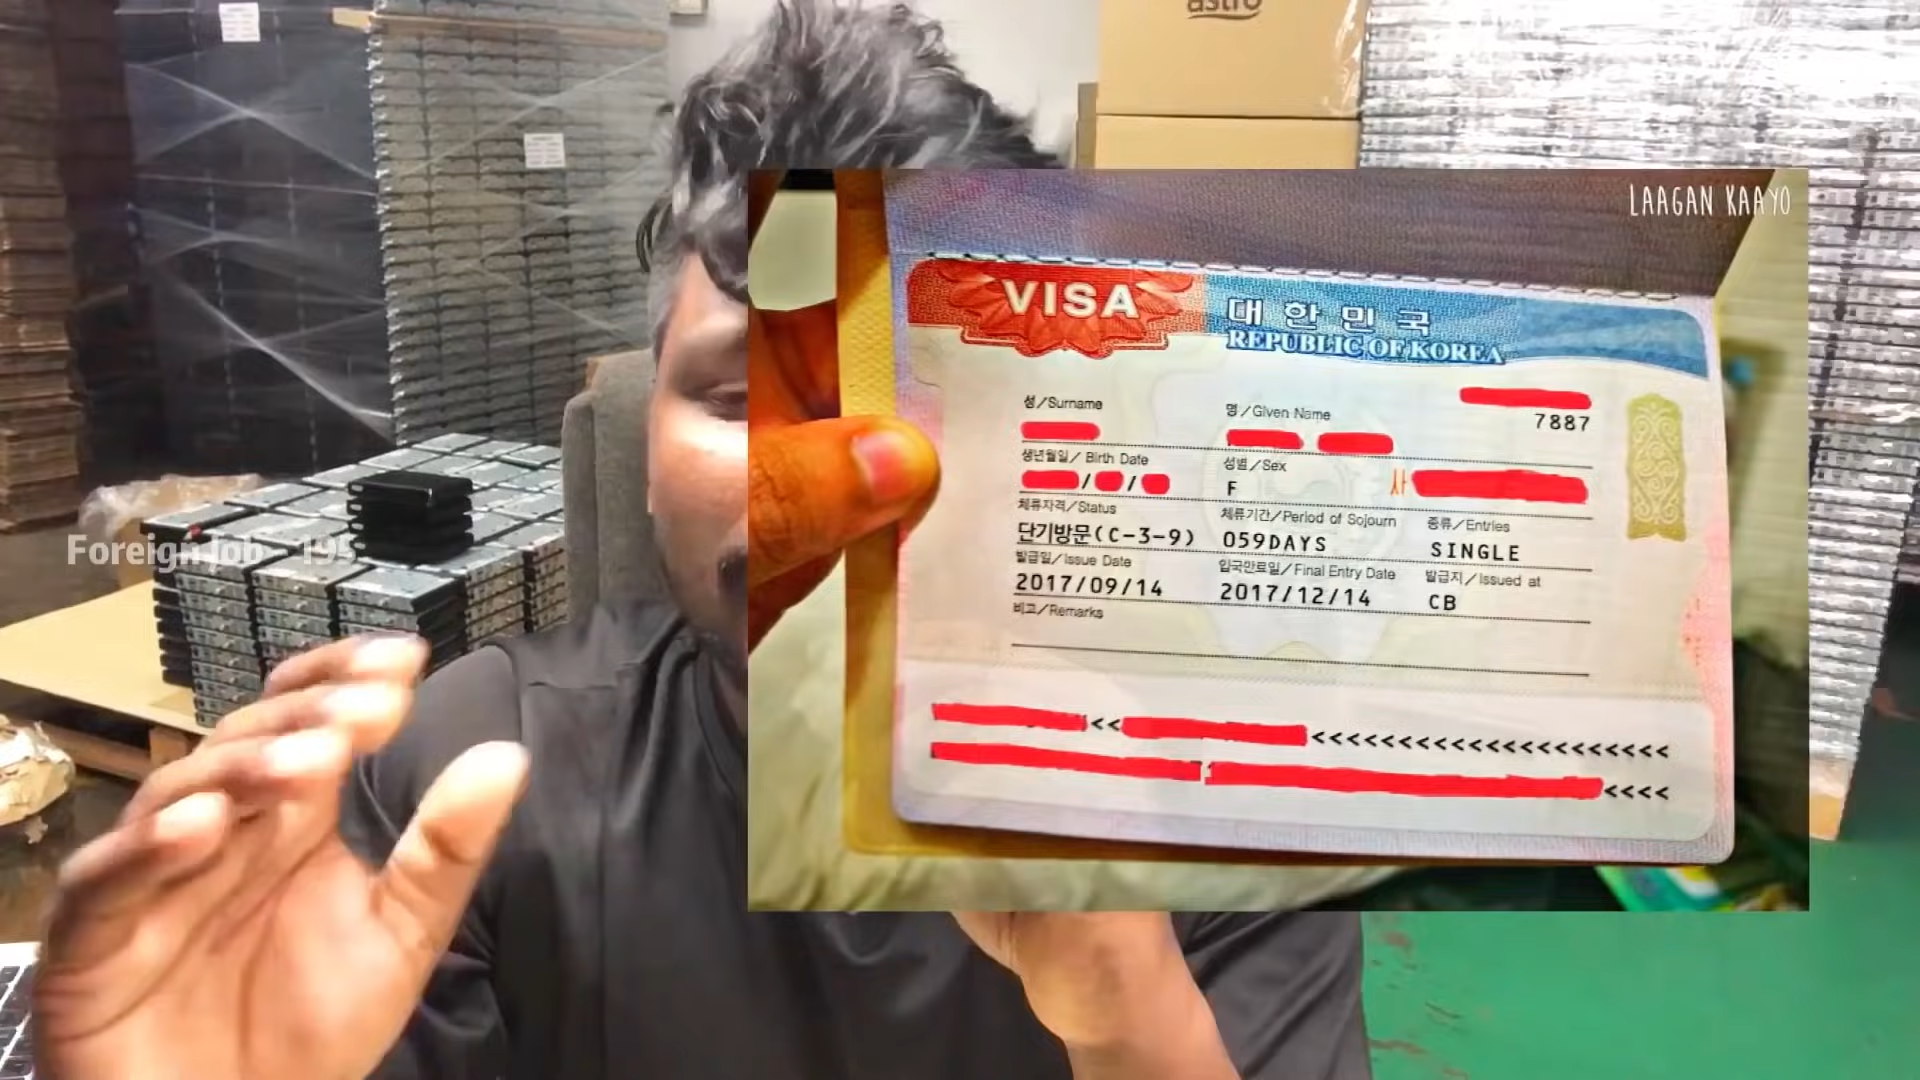 astro
LAAGAN KAAYO
VISA
대한민국
REPUBLIC OF KOREA
姓/Surname
名/Given Name
7887
생년월일/Birth Date
성별/Sex
/ /
F
사
체류자격/Status
체류기간/Period of Sojourn
종류/Entries
단기방문(C-3-9)
059DAYS
SINGLE
발급일/Issue Date
입국만료일/Final Entry Date
발급지/Issued at
2017/09/14
2017/12/14
CB
비고/Remarks
<<
<<<<<<<<<<<<<<<<<<<<<
<<<<
Foreign job - 195